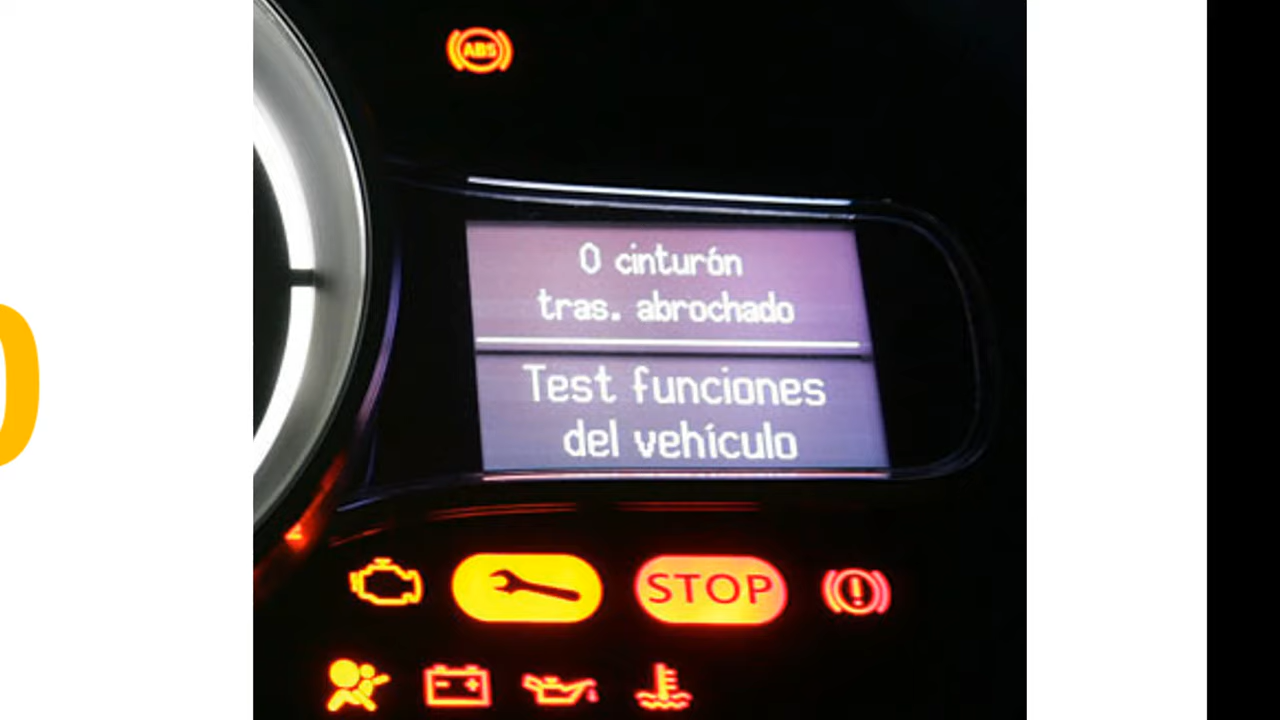 ABS
0 cinturón
tras. abrochado
Test funciones
del vehículo
STOP